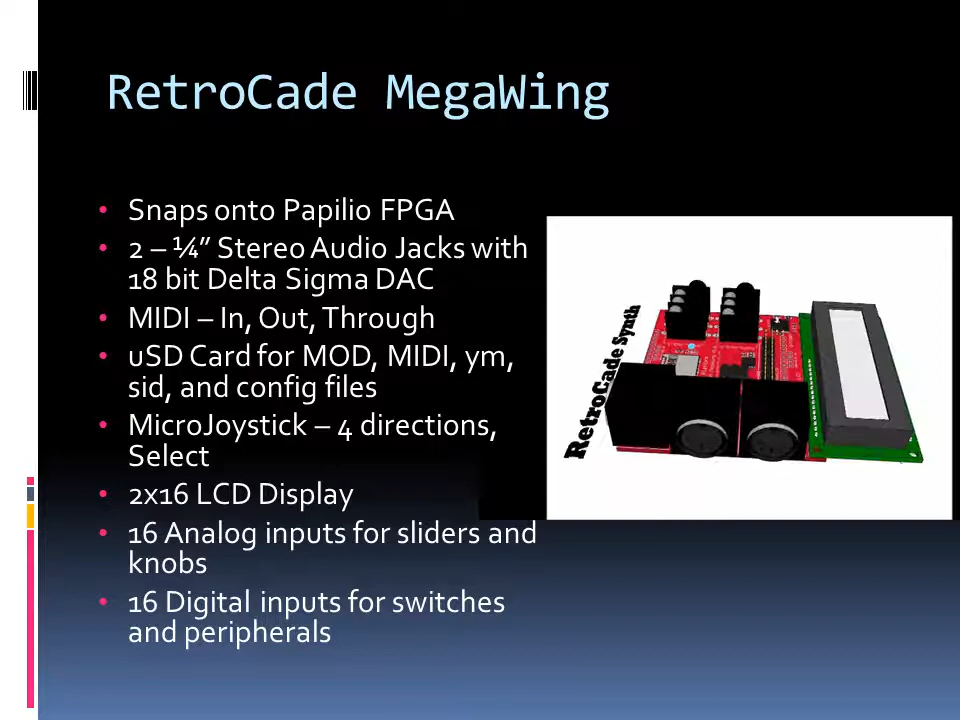 RetroCade MegaWing
• Snaps onto Papilio FPGA
• 2 – ¼” Stereo Audio Jacks with
18 bit Delta Sigma DAC
• MIDI – In, Out, Through
• uSD Card for MOD, MIDI, ym,
sid, and config files
• MicroJoystick – 4 directions,
Select
• 2x16 LCD Display
• 16 Analog inputs for sliders and
knobs
• 16 Digital inputs for switches
and peripherals
RetroCade Synth